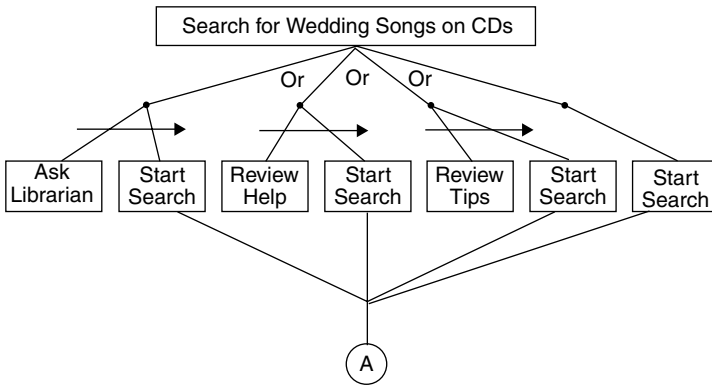 Search for Wedding Songs on CDs
Or
Or
Or
Ask
Librarian
Start
Search
Review
Help
Start
Search
Review
Tips
Start
Search
Start
Search
A